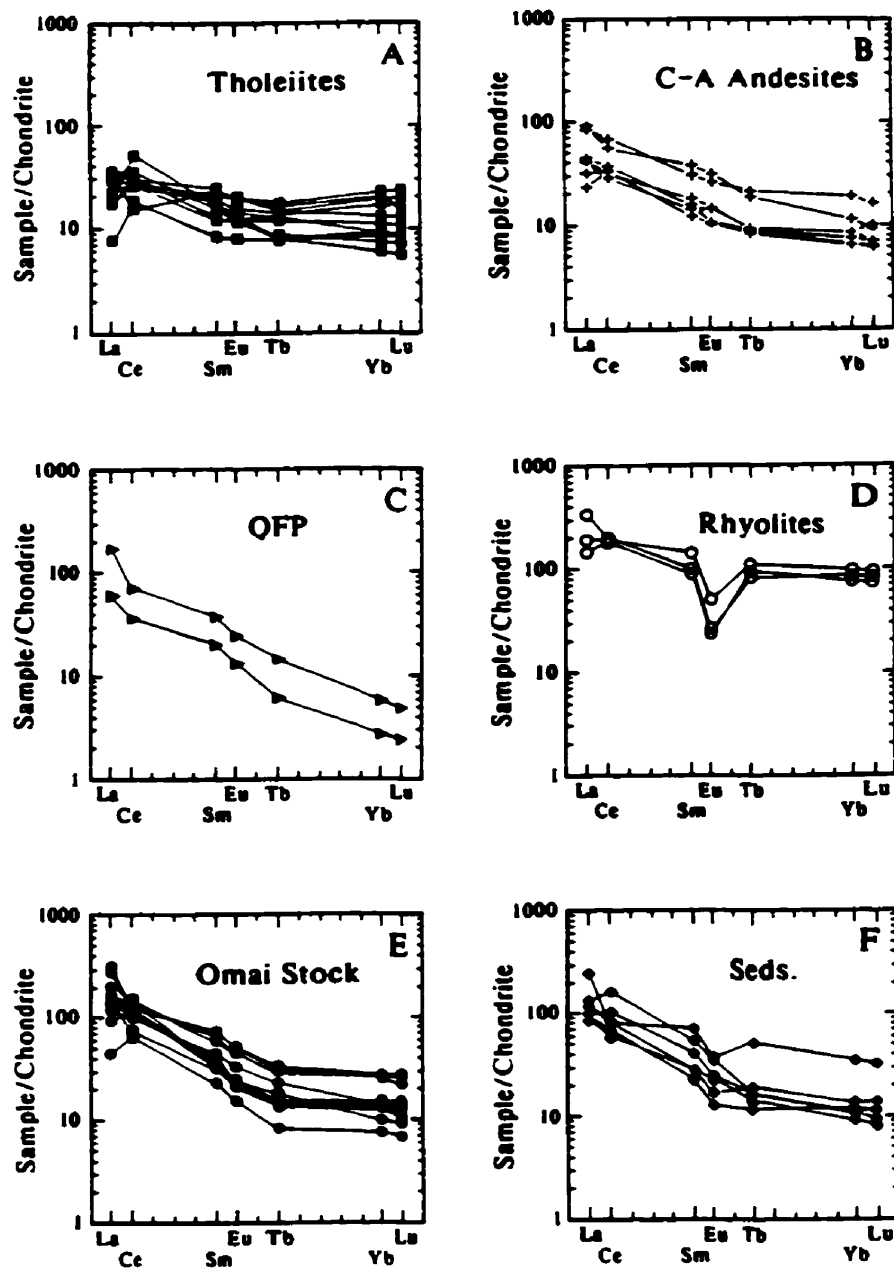 A
Tholeiites
Sample/Chondrite
1000
100
10
1
La
Ce
Sm
Eu
Tb
Yb
Lu
B
C-A Andesites
Sample/Chondrite
1000
100
10
1
La
Ce
Sm
Eu
Tb
Yb
Lu
C
QFP
Sample/Chondrite
1000
100
10
1
La
Ce
Sm
Eu
Tb
Yb
Lu
D
Rhyolites
Sample/Chondrite
1000
100
10
1
La
Ce
Sm
Eu
Tb
Yb
Lu
E
Omai Stock
Sample/Chondrite
1000
100
10
1
La
Ce
Sm
Eu
Tb
Yb
Lu
F
Seds.
Sample/Chondrite
1000
100
10
1
La
Ce
Sm
Eu
Tb
Yb
Lu